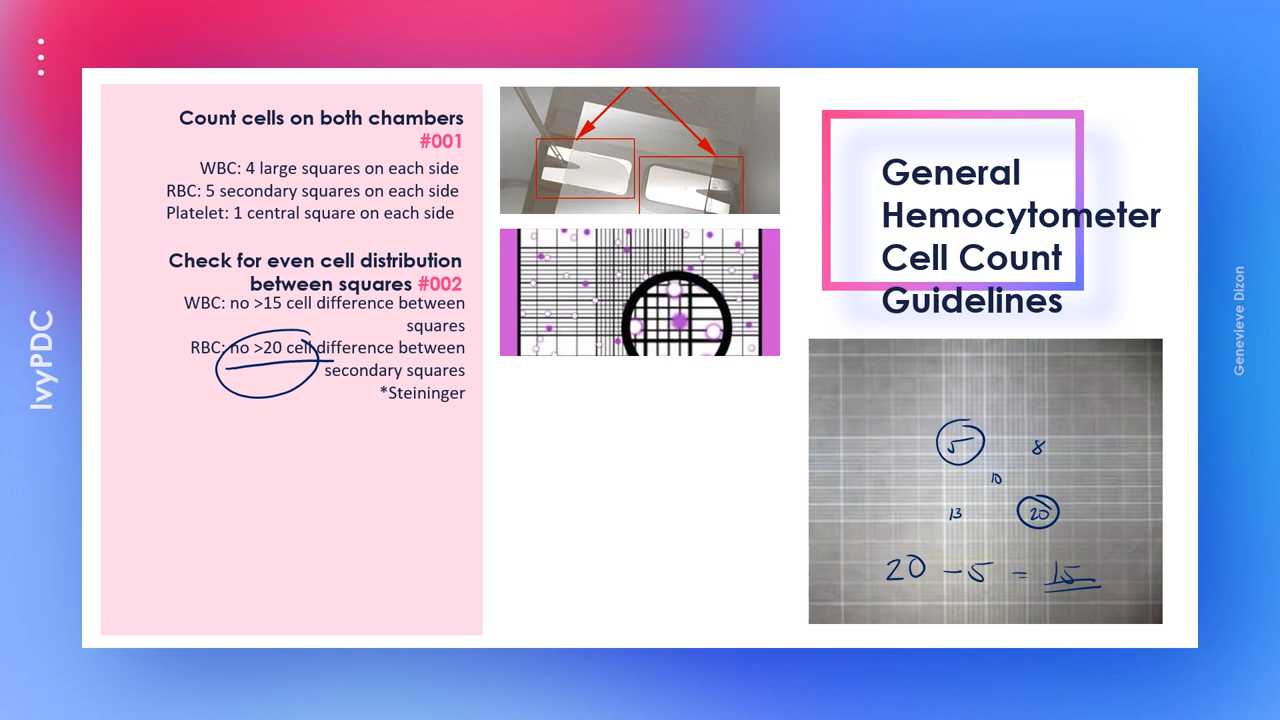 Count cells on both chambers
#001
WBC: 4 large squares on each side
RBC: 5 secondary squares on each side
Platelet: 1 central square on each side
Check for even cell distribution
between squares #002
WBC: no >15 cell difference between
squares
RBC: no >20 cell difference between
secondary squares
*Steininger
General
Hemocytometer
Cell Count
Guidelines
5 8
10
13 20
20 - 5 = 15
IvyPDC
Genevieve Dizon